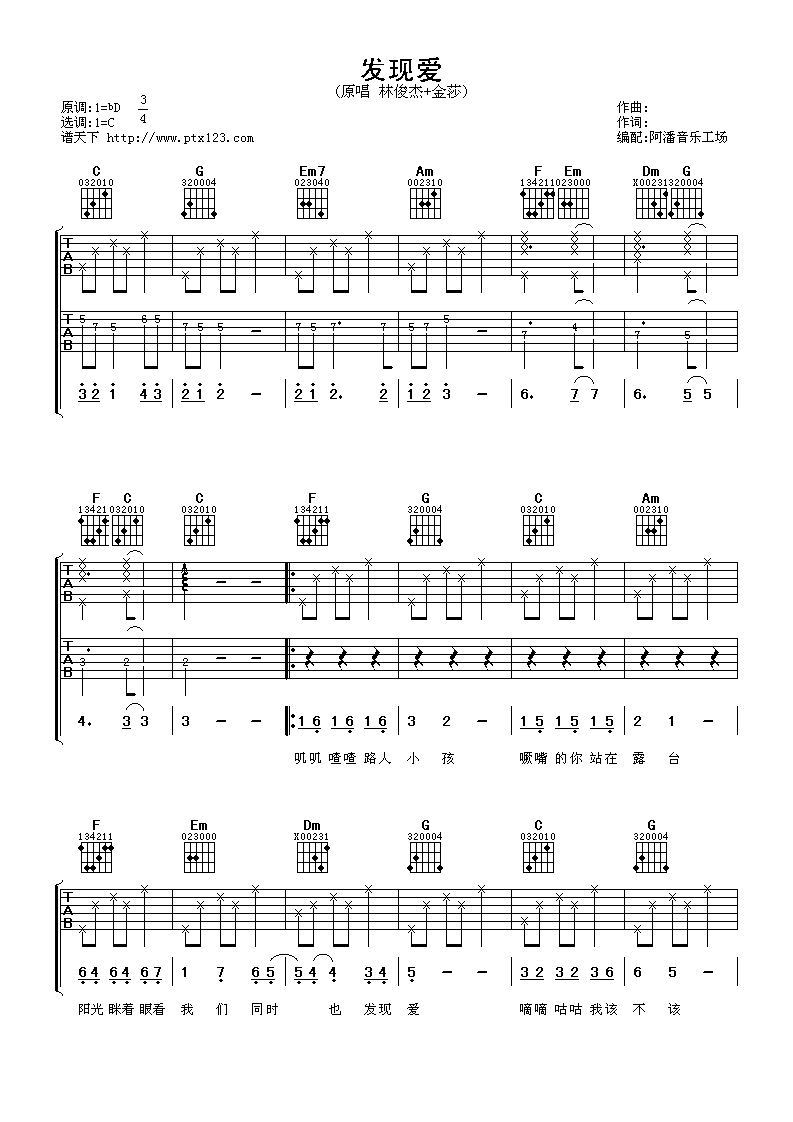 发现爱
(原唱 林俊杰+金莎)
原调:1=bD 3/4
选调:1=C
谱天下 http://www.ptx123.com
作曲:
作词:
编配:阿潘音乐工场
C G Em7 Am F Em Dm G
032010 320004 023040 002310 134211 023000 X00231 320004
T A B
5 7 5 6 5 7 5 5 - 7 5 7. 7 5 7 5 - 7. 4 7. 5
T A B
3 2 1 4 3 2 1 2 - 2 1 2. 2 1 2 3 - 6. 7 7 6. 5 5
F C C F G C Am
134211 032010 032010 134211 320004 032010 002310
T A B
3. 2 2 - -
T A B
4. 3 3 3 - - 1 6 1 6 1 6 3 2 - 1 5 1 5 1 5 2 1 -
叽叽 喳喳 路人 小 孩 噘嘴 的你 站在 露 台
F Em Dm G C G
134211 023000 X00231 320004 032010 320004
T A B
6 4 6 4 6 7 1 7 6 5 5 4 4 3 4 5 - - 3 2 3 2 3 6 6 5 -
阳光 眯着 眼看 我 们 同时 也 发现 爱 嘀嘀 咕咕 我该 不 该